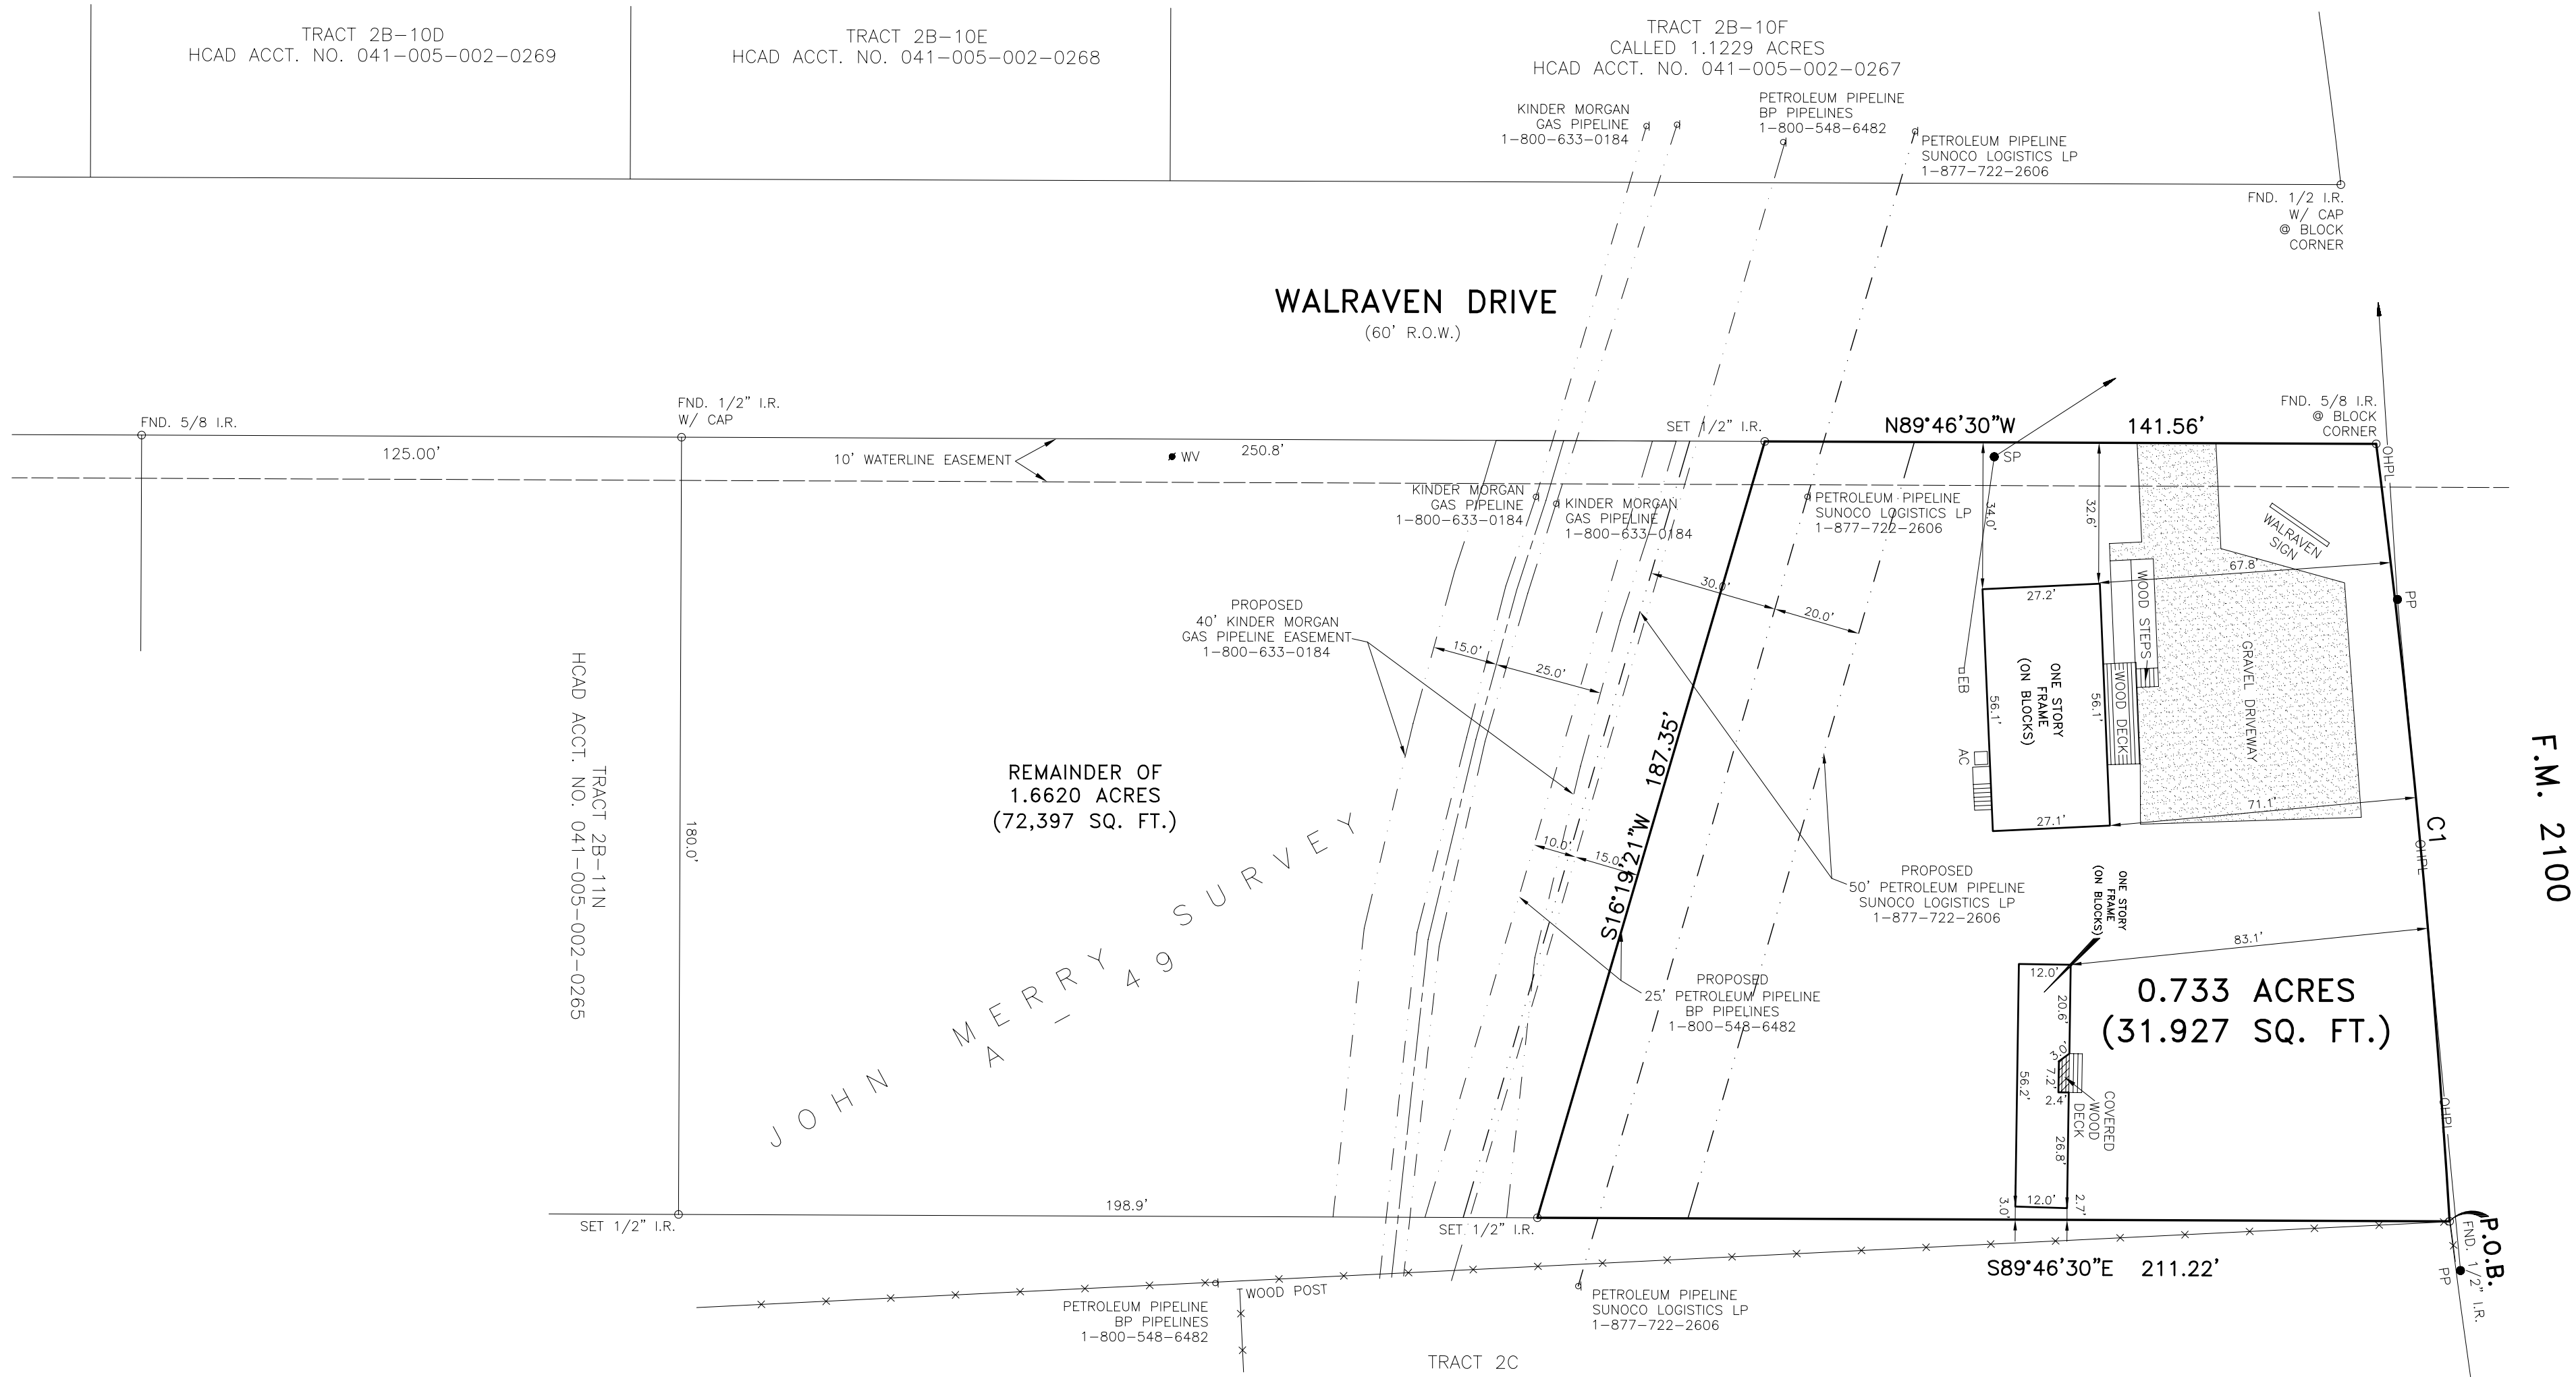 TRACT 2B-10D
HCAD ACCT. NO. 041-005-002-0269
TRACT 2B-10E
HCAD ACCT. NO. 041-005-002-0268
TRACT 2B-10F
CALLED 1.1229 ACRES
HCAD ACCT. NO. 041-005-002-0267
KINDER MORGAN
GAS PIPELINE
1-800-633-0184
PETROLEUM PIPELINE
BP PIPELINES
1-800-548-6482
PETROLEUM PIPELINE
SUNOCO LOGISTICS LP
1-877-722-2606
FND. 1/2 I.R.
W/ CAP
@ BLOCK
CORNER
WALRAVEN DRIVE
(60' R.O.W.)
FND. 5/8 I.R.
125.00'
FND. 1/2" I.R.
W/ CAP
10' WATERLINE EASEMENT
WV
250.8'
SET 1/2" I.R.
N89°46'30"W
141.56'
FND. 5/8 I.R.
@ BLOCK
CORNER
SP
OHPL
KINDER MORGAN
GAS PIPELINE
1-800-633-0184
KINDER MORGAN
GAS PIPELINE
1-800-633-0184
PETROLEUM PIPELINE
SUNOCO LOGISTICS LP
1-877-722-2606
34.0'
32.6'
WALRAVEN
SIGN
67.8'
PP
30.0'
20.0'
27.2'
WOOD STEPS
PROPOSED
40' KINDER MORGAN
GAS PIPELINE EASEMENT
1-800-633-0184
15.0'
25.0'
EB
56.1'
ONE STORY
FRAME
(ON BLOCKS)
56.1'
WOOD DECK
GRAVEL DRIVEWAY
AC
27.1'
71.1'
F.M. 2100
C1
OHPL
TRACT 2B-11N
HCAD ACCT. NO. 041-005-002-0265
180.0'
REMAINDER OF
1.6620 ACRES
(72,397 SQ. FT.)
JOHN MERRY SURVEY
A - 49
S16°19'21"W 187.35'
10.0'
15.0'
PROPOSED
50' PETROLEUM PIPELINE
SUNOCO LOGISTICS LP
1-877-722-2606
ONE STORY
FRAME
(ON BLOCKS)
83.1'
PROPOSED
25' PETROLEUM PIPELINE
BP PIPELINES
1-800-548-6482
12.0'
20.6'
0.733 ACRES
(31.927 SQ. FT.)
3.0'
7.2'
2.4'
56.2'
COVERED
WOOD
DECK
26.8'
OHPL
12.0'
3.0'
2.7'
198.9'
SET 1/2" I.R.
SET 1/2" I.R.
S89°46'30"E 211.22'
P.O.B.
FND. 1/2" I.R.
PP
WOOD POST
PETROLEUM PIPELINE
BP PIPELINES
1-800-548-6482
PETROLEUM PIPELINE
SUNOCO LOGISTICS LP
1-877-722-2606
TRACT 2C